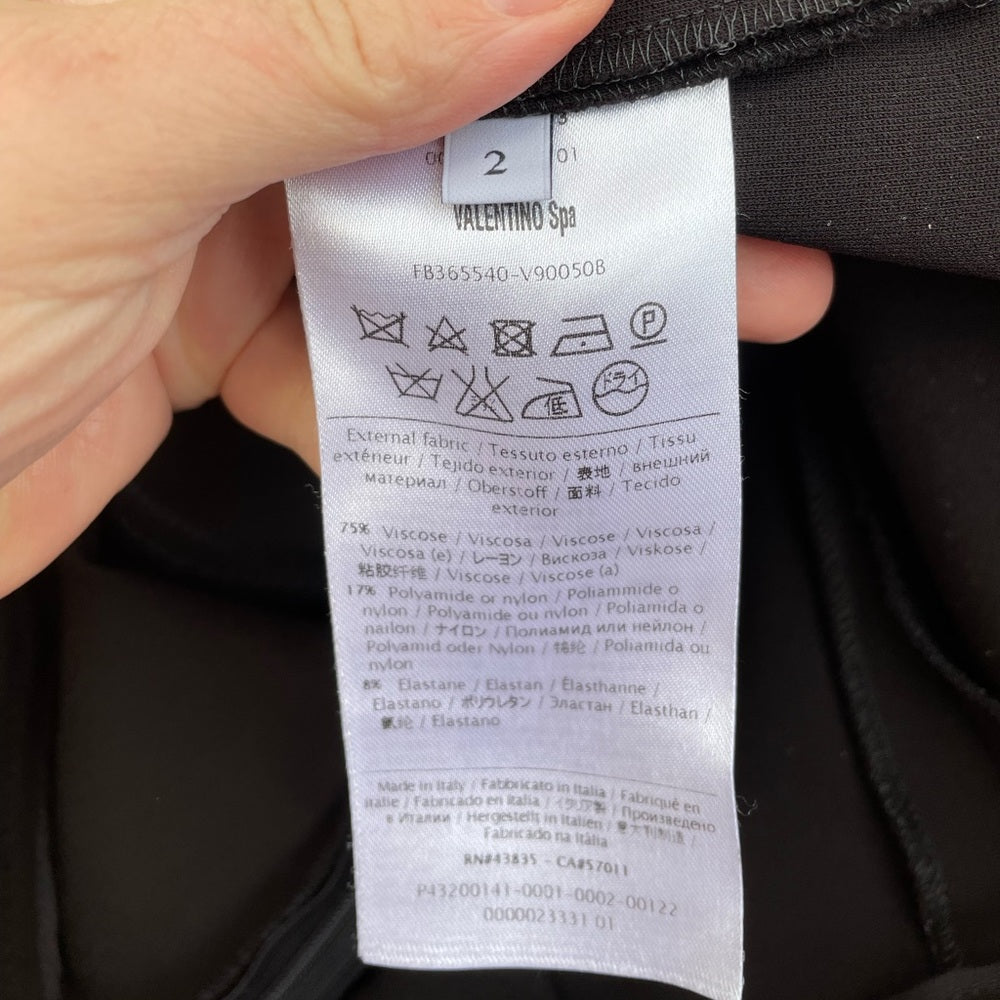 2
01
VALENTINO Spa
FB365540-V90050B
P
ドライ
低
External fabric / Tessuto esterno / Tissu
extérieur / Tejido exterior / 表地 / внешний
материал / Oberstoff / 面料 / Tecido
exterior
75% Viscose / Viscosa / Viscose / Viscosa /
Viscosa (e) / レーヨン / Вискоза / Viskose /
粘胶纤维 / Viscose / Viscose (a)
17% Polyamide or nylon / Poliammide o
nylon / Polyamide ou nylon / Poliamida o
nailon / ナイロン / Полиамид или нейлон /
Polyamid oder Nylon / 锦纶 / Poliamida ou
nylon
8% Elastane / Elastan / Élasthanne /
Elastano / ポリウレタン / Эластан / Elasthan /
氨纶 / Elastano
Made in Italy / Fabbricato in Italia / Fabriqué en
Italie / Fabricado en Italia / イタリア製 / Произведено
в Италии / Hergestellt in Italien / 意大利制造 /
Fabricado na Itália
RN#43835 - CA#57011
P43200141-0001-0002-00122
0000023331 01